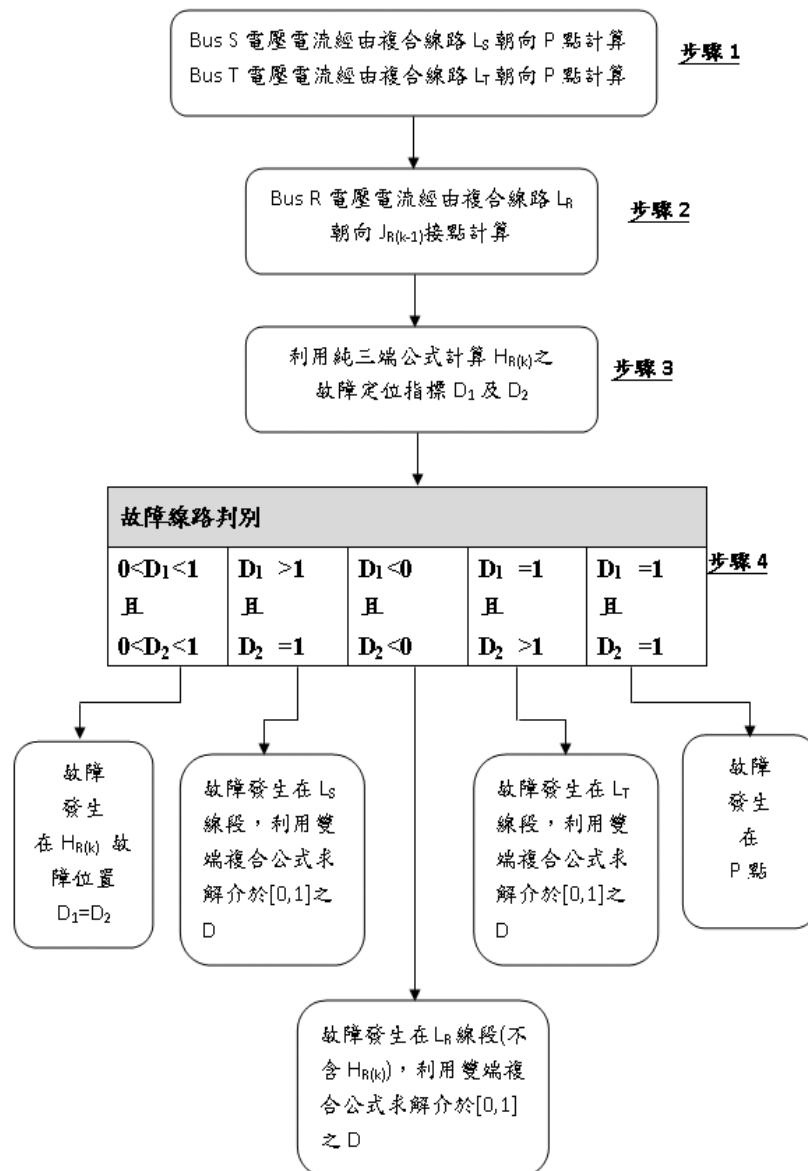 Bus S 電壓電流經由複合線路 LS 朝向 P 點計算
Bus T 電壓電流經由複合線路 LT 朝向 P 點計算
步驟 1
Bus R 電壓電流經由複合線路 LR
朝向 JR(k-1)接點計算
步驟 2
利用純三端公式計算 HR(k)之
故障定位指標 D1 及 D2
步驟 3
故障線路判別
0<D1<1
且
0<D2<1
D1 >1
且
D2 =1
D1<0
且
D2<0
D1 =1
且
D2 >1
D1 =1
且
D2 =1
步驟 4
故障
發生
在 HR(k) 故
障位置
D1=D2
故障發生在 LS
線段，利用雙
端複合公式求
解介於[0,1]之
D
故障發生在 LT
線段，利用雙
端複合公式求
解介於[0,1]之
D
故障
發生
在
P 點
故障發生在 LR 線段(不
含 HR(k))，利用雙端複
合公式求解介於[0,1]
之 D